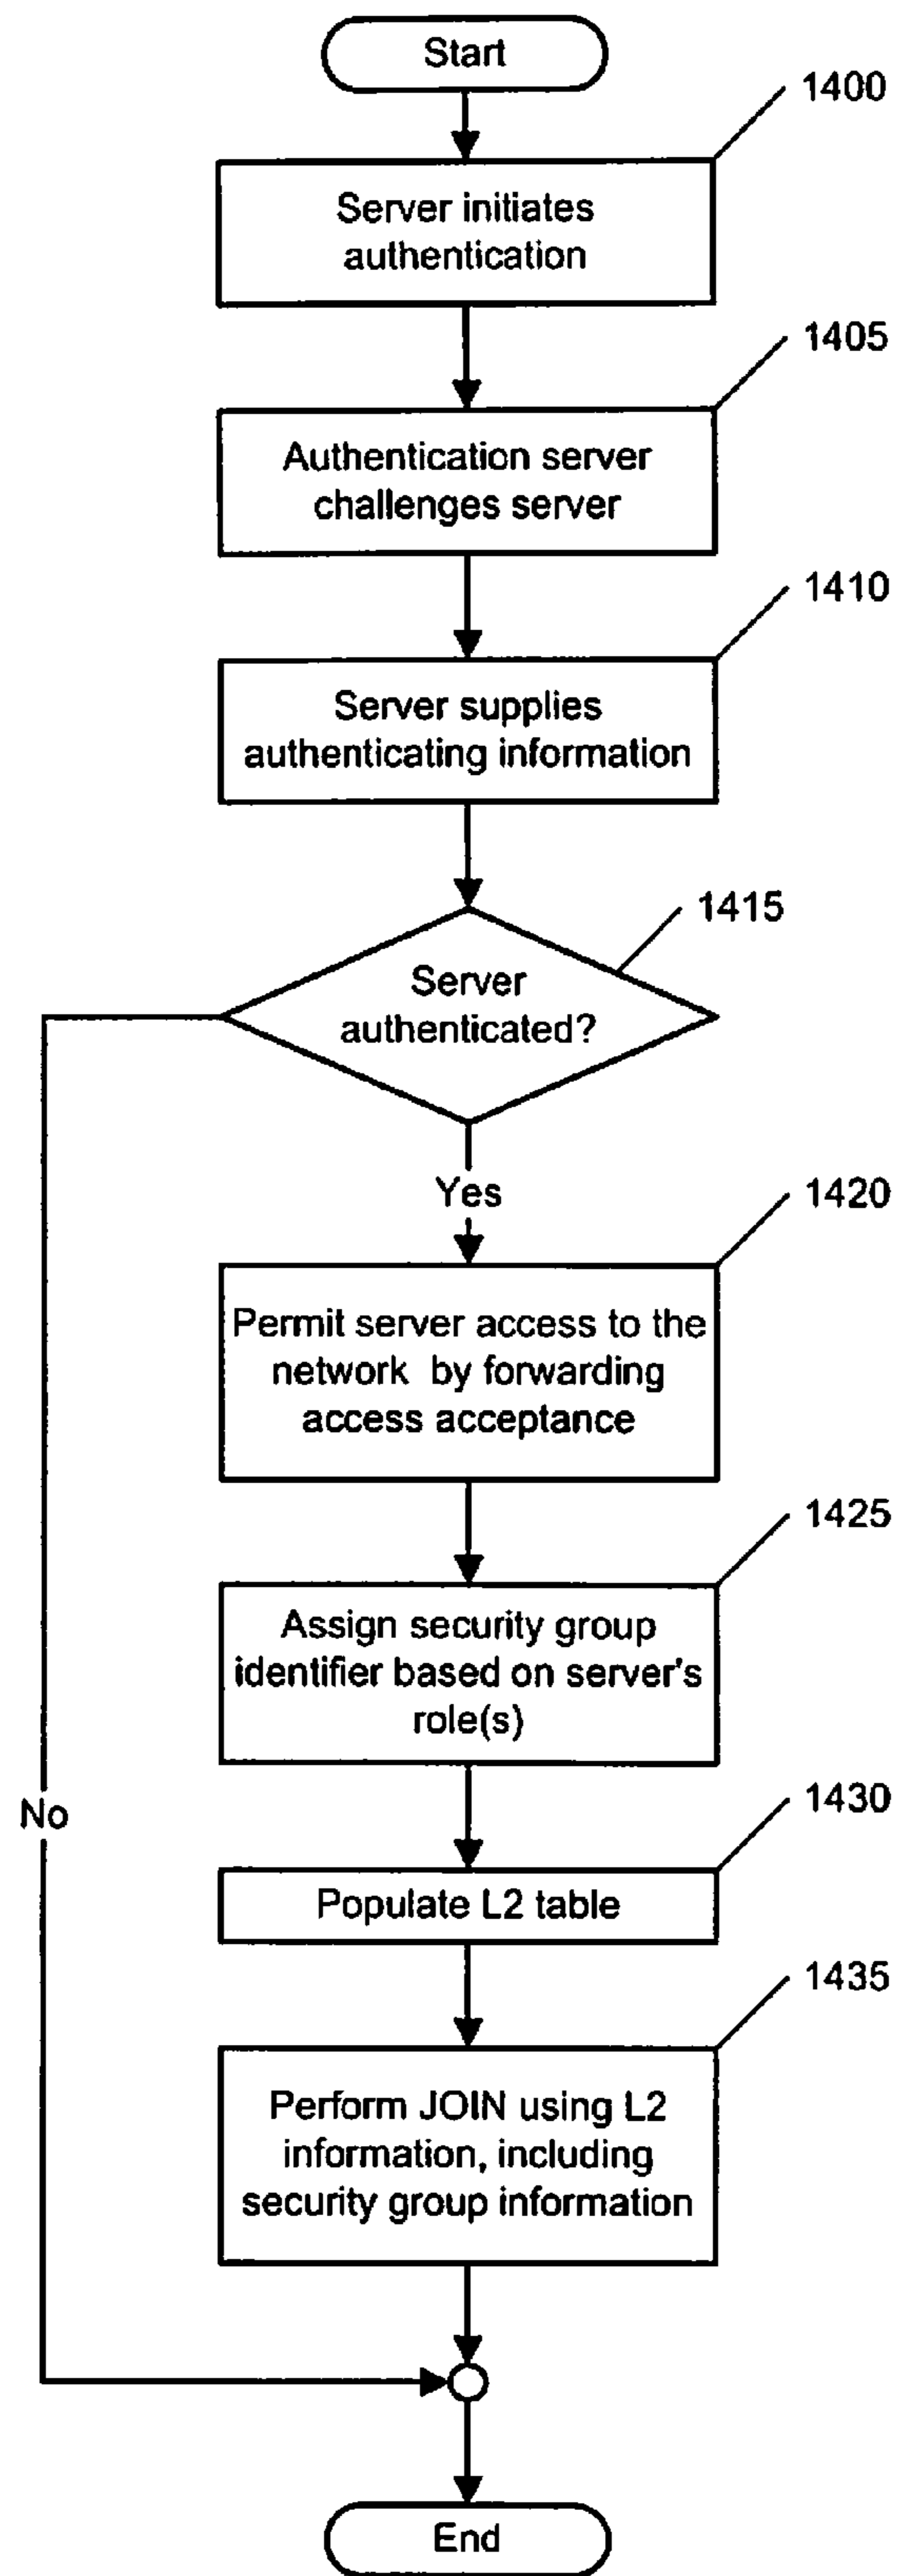 Start
1400
Server initiates
authentication
1405
Authentication server
challenges server
1410
Server supplies
authenticating information
1415
Server
authenticated?
Yes
1420
Permit server access to the
network by forwarding
access acceptance
1425
Assign security group
identifier based on server's
role(s)
No
1430
Populate L2 table
1435
Perform JOIN using L2
information, including
security group information
End